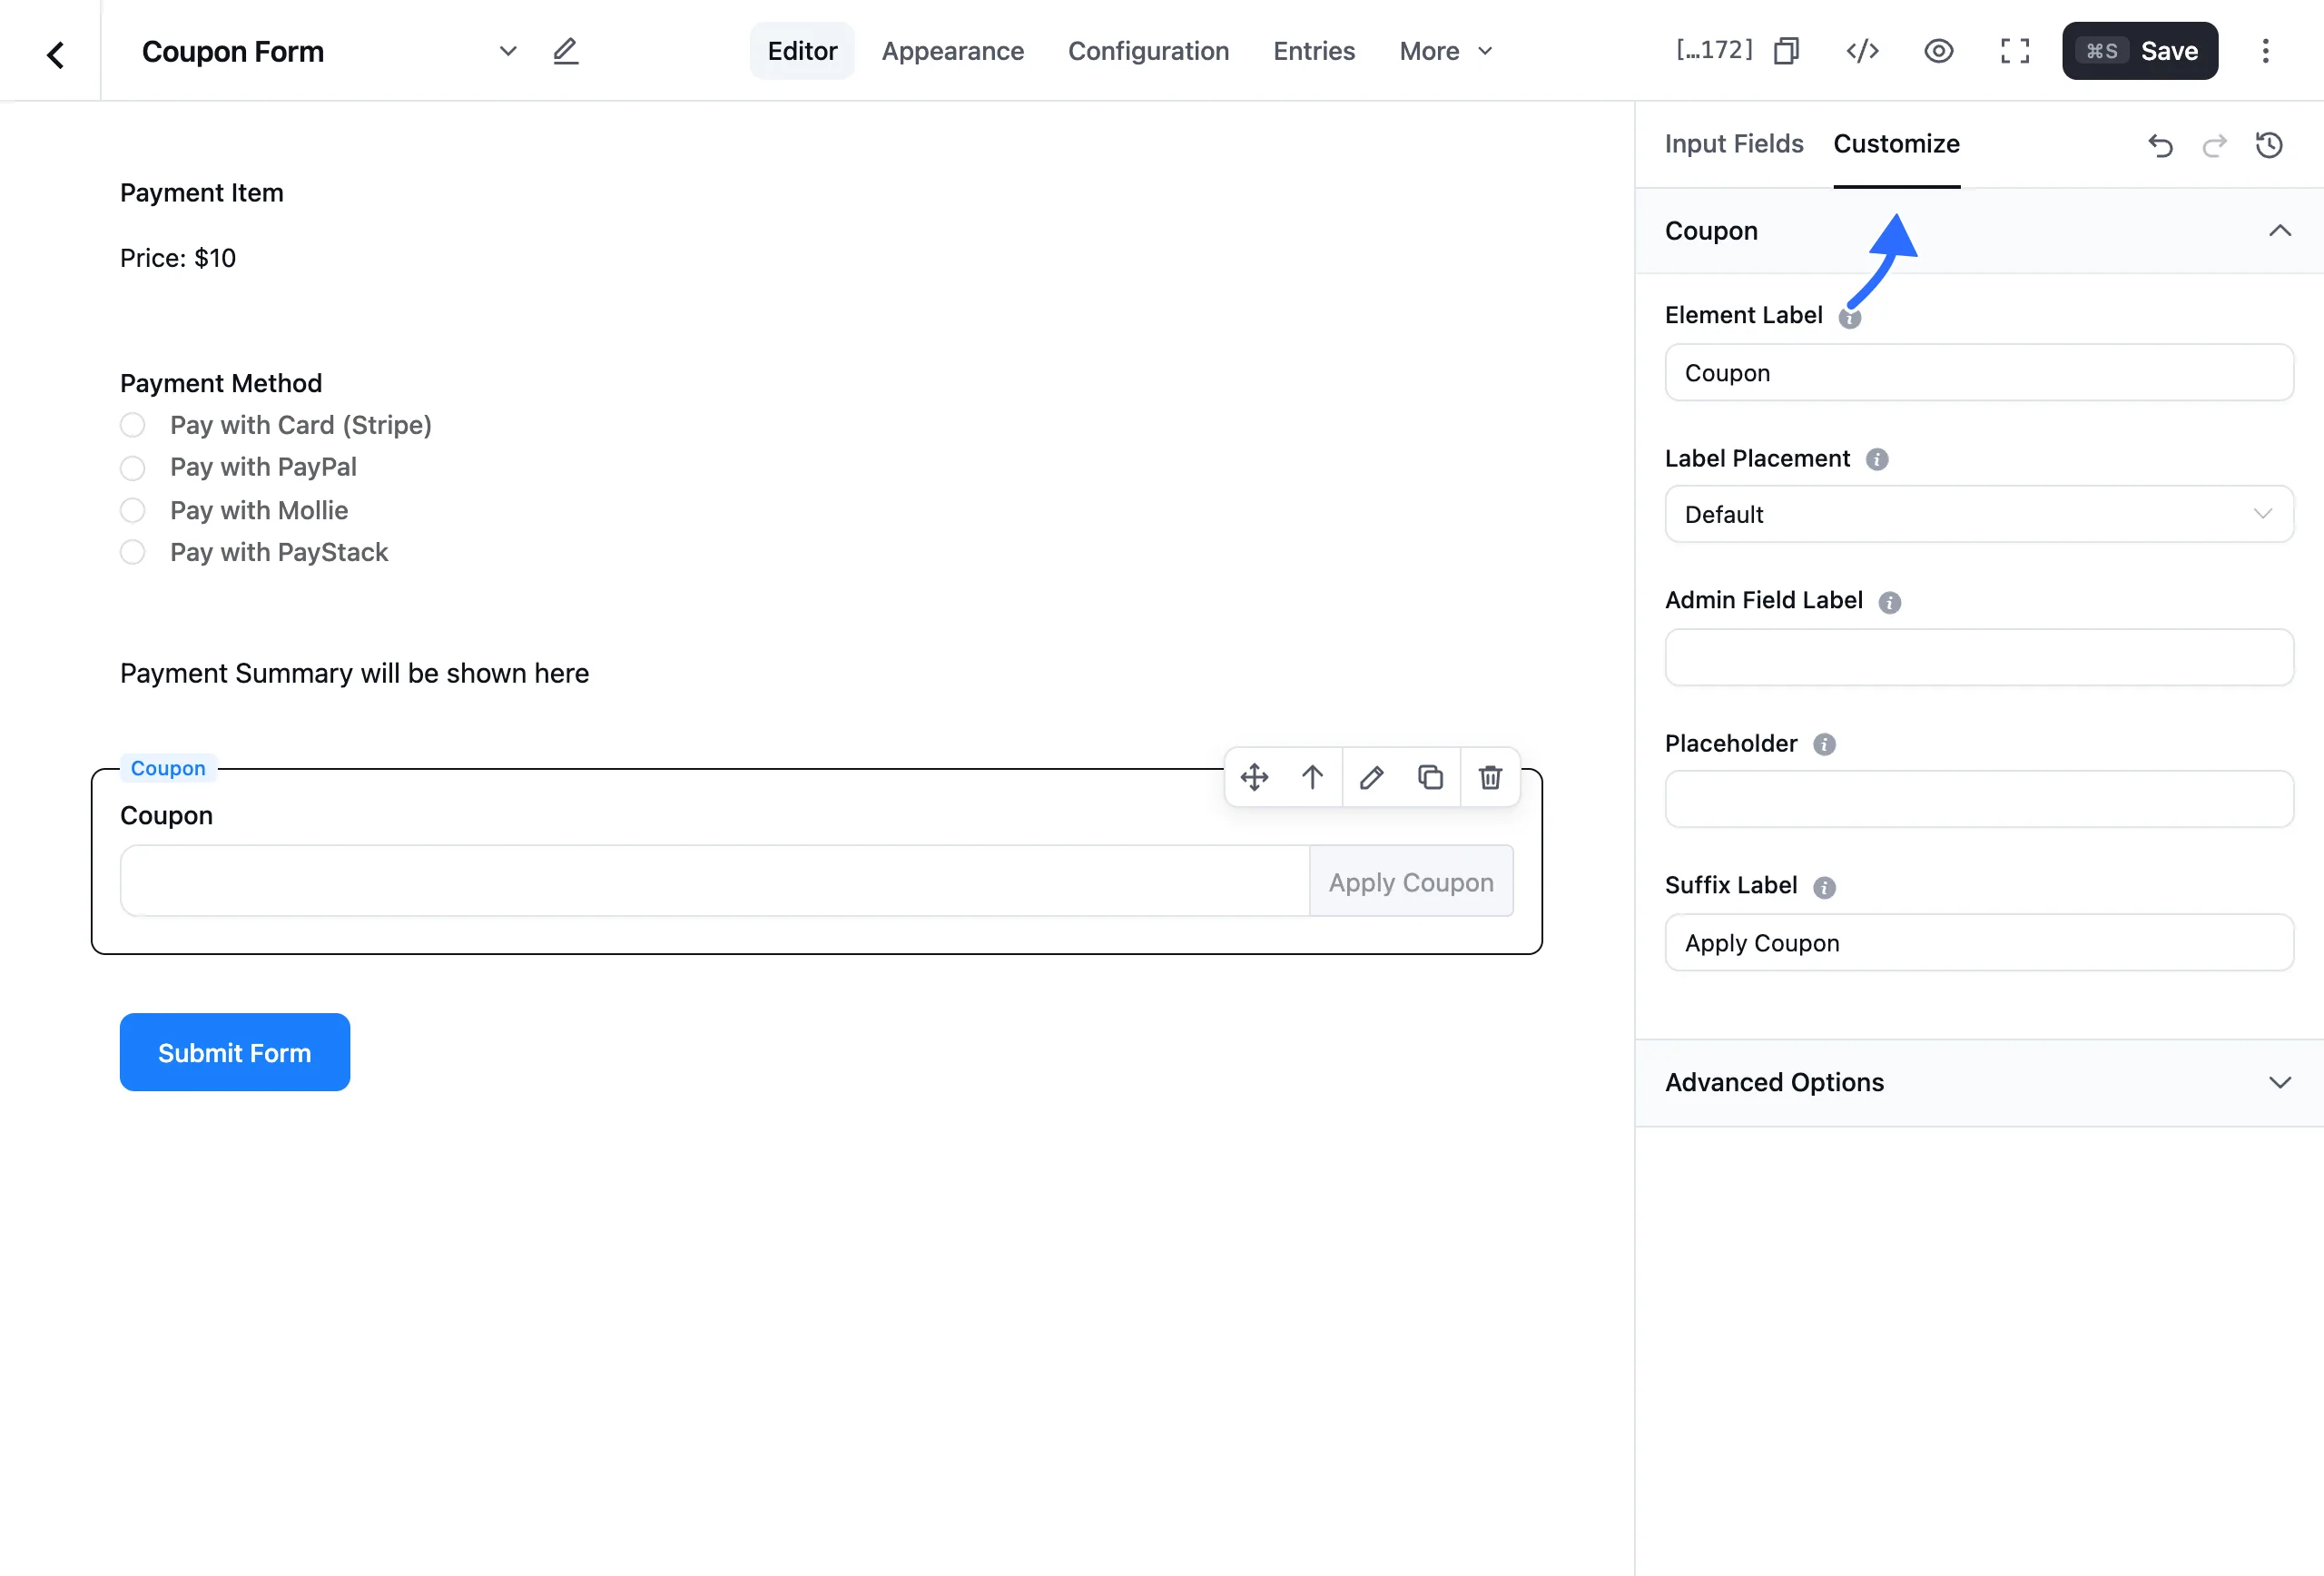 Coupon Form
Editor
Appearance
Configuration
Entries
More
[...172]
⌘S Save
Payment Item
Price: $10
Payment Method
Pay with Card (Stripe)
Pay with PayPal
Pay with Mollie
Pay with PayStack
Payment Summary will be shown here
Coupon
Coupon
Apply Coupon
Submit Form
Input Fields
Customize
Coupon
Element Label
Coupon
Label Placement
Default
Admin Field Label
Placeholder
Suffix Label
Apply Coupon
Advanced Options